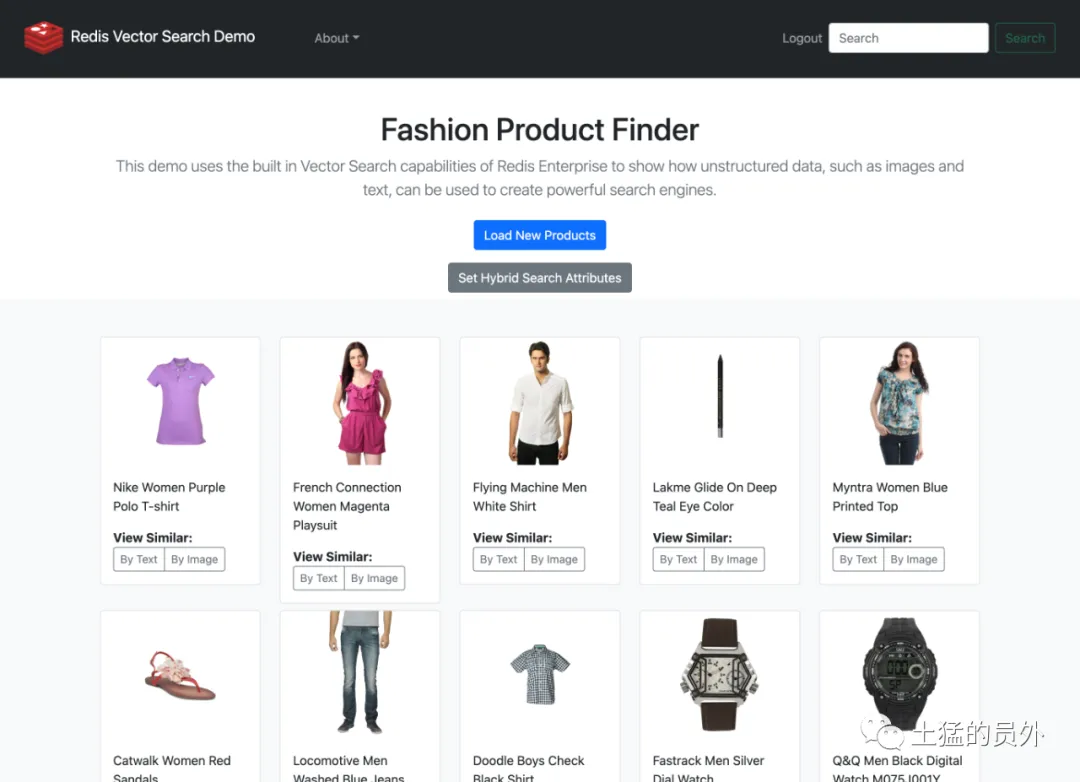 Redis Vector Search Demo
About
Logout
Search
Search
Fashion Product Finder
This demo uses the built in Vector Search capabilities of Redis Enterprise to show how unstructured data, such as images and
text, can be used to create powerful search engines.
Load New Products
Set Hybrid Search Attributes
Nike Women Purple
Polo T-shirt
View Similar:
By Text
By Image
French Connection
Women Magenta
Playsuit
View Similar:
By Text
By Image
Flying Machine Men
White Shirt
View Similar:
By Text
By Image
Lakme Glide On Deep
Teal Eye Color
View Similar:
By Text
By Image
Myntra Women Blue
Printed Top
View Similar:
By Text
By Image
Catwalk Women Red
Sandals
Locomotive Men
Washed Blue Jeans
Doodle Boys Check
Black Shirt
Fastrack Men Silver
Dial Watch
Q&Q Men Black Digital
Watch M075J001Y
土猛的员外